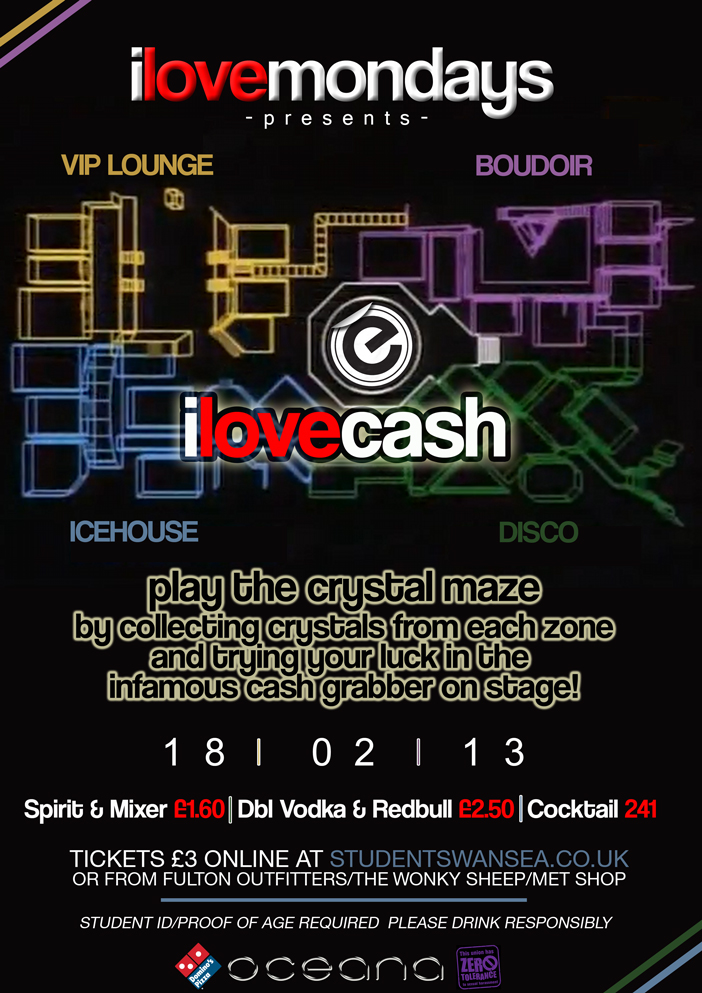 ilovemondays
-presents-
VIP LOUNGE
BOUDOIR
e
ilovecash
ICEHOUSE
DISCO
play the crystal maze
by collecting crystals from each zone
and trying your luck in the
infamous cash grabber on stage!
18| 02 | 13
Spirit & Mixer £1.60|Dbl Vodka & Redbull £2.50|Cocktail 241
TICKETS £3 ONLINE AT STUDENTSWANSEA.CO.UK
OR FROM FULTON OUTFITTERS/THE WONKY SHEEP/MET SHOP
STUDENT ID/PROOF OF AGE REQUIRED PLEASE DRINK RESPONSIBLY
Domino's
Pizza
oceana
This union has
ZERO
TOLERANCE